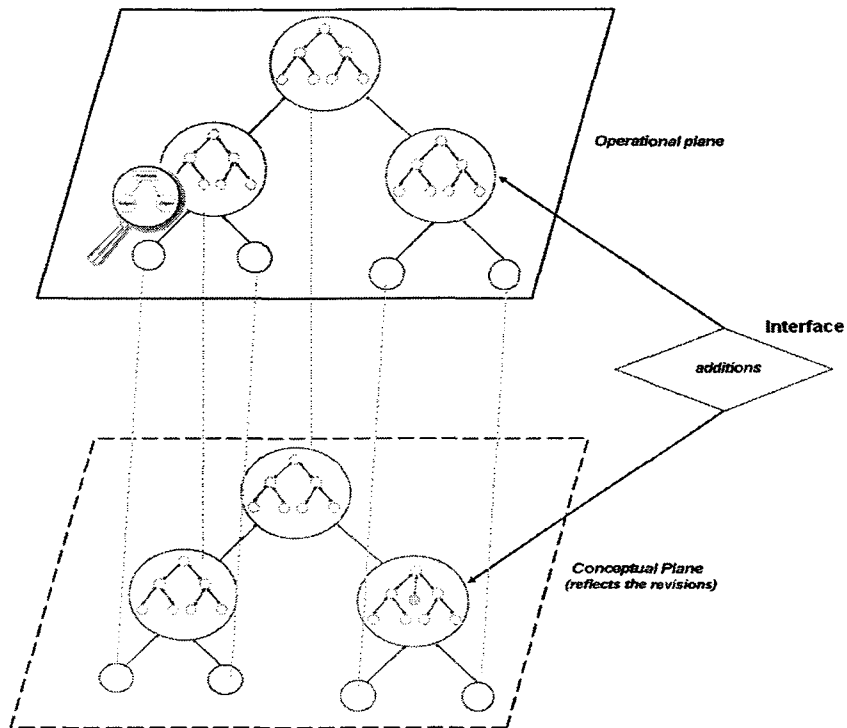 Operational plane
Interface
additions
Conceptual Plane
(reflects the revisions)